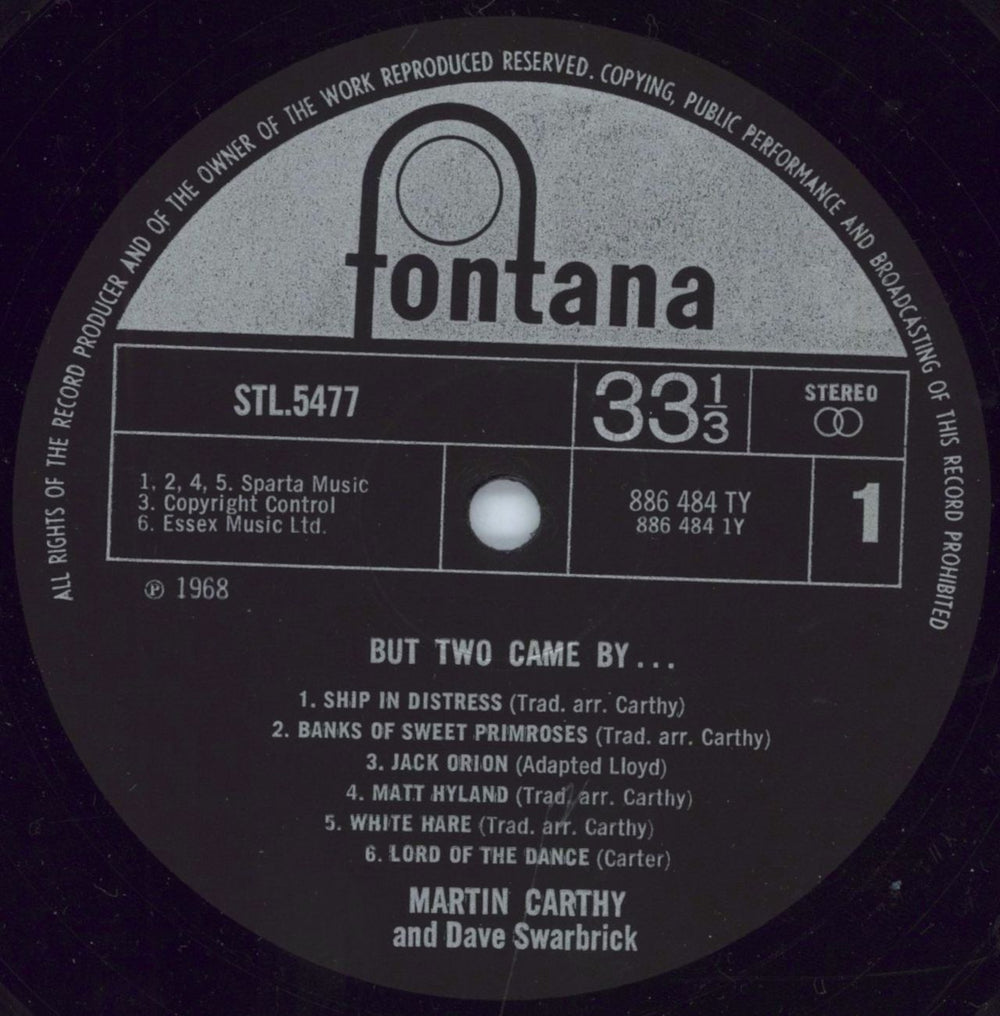 ALL RIGHTS OF THE RECORD PRODUCER AND OF THE OWNER OF THE WORK REPRODUCED RESERVED. COPYING, PUBLIC PERFORMANCE AND BROADCASTING OF THIS RECORD PROHIBITED
fontana
STL.5477
33 1/3
STEREO
1, 2, 4, 5. Sparta Music
3. Copyright Control
6. Essex Music Ltd.
886 484 TY
886 484 1Y
1
℗ 1968
BUT TWO CAME BY...
1. SHIP IN DISTRESS (Trad. arr. Carthy)
2. BANKS OF SWEET PRIMROSES (Trad. arr. Carthy)
3. JACK ORION (Adapted Lloyd)
4. MATT HYLAND (Trad. arr. Carthy)
5. WHITE HARE (Trad. arr. Carthy)
6. LORD OF THE DANCE (Carter)
MARTIN CARTHY
and Dave Swarbrick